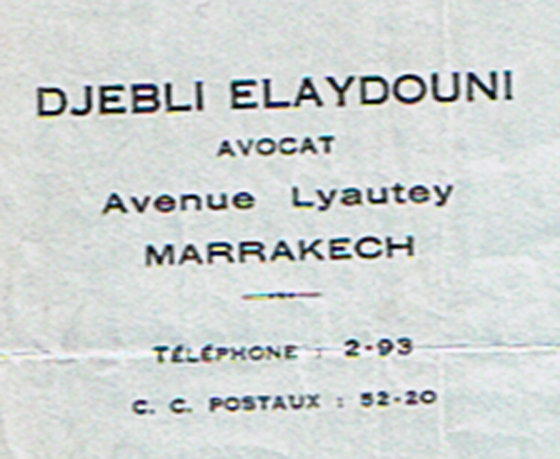 DJEBLI ELAYDOUNI
AVOCAT
Avenue Lyautey
MARRAKECH
TÉLÉPHONE : 2-93
C. C. POSTAUX : 52-20